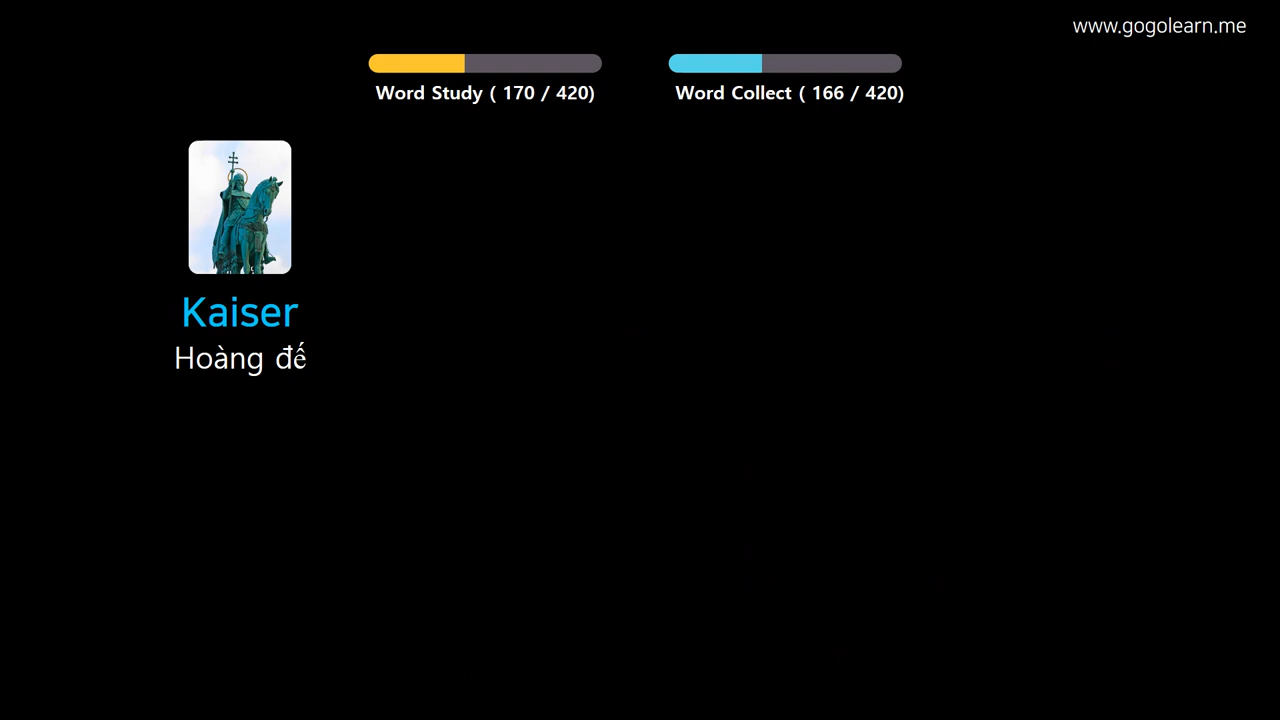 www.gogolearn.me
Word Study ( 170 / 420)
Word Collect ( 166 / 420)
Kaiser
Hoàng đế